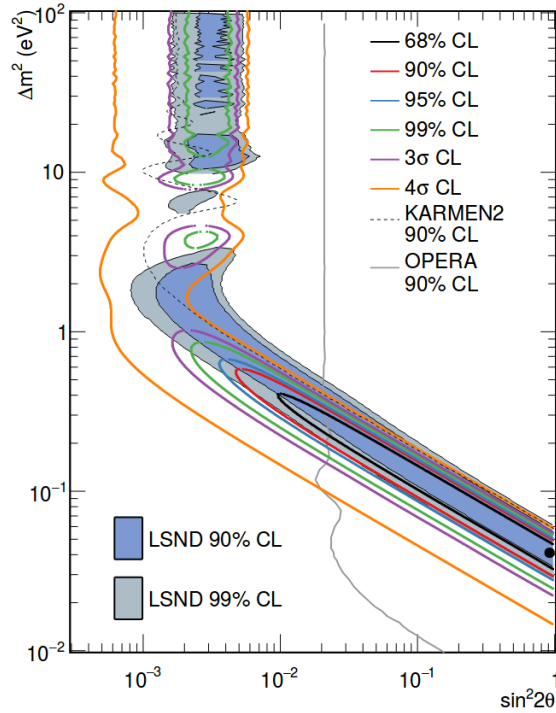 10²
Δm² (eV²)
68% CL
90% CL
95% CL
99% CL
3σ CL
4σ CL
KARMEN2
90% CL
OPERA
90% CL
10
1
10⁻¹
LSND 90% CL
LSND 99% CL
10⁻²
10⁻³
10⁻²
10⁻¹
1
sin²2θ